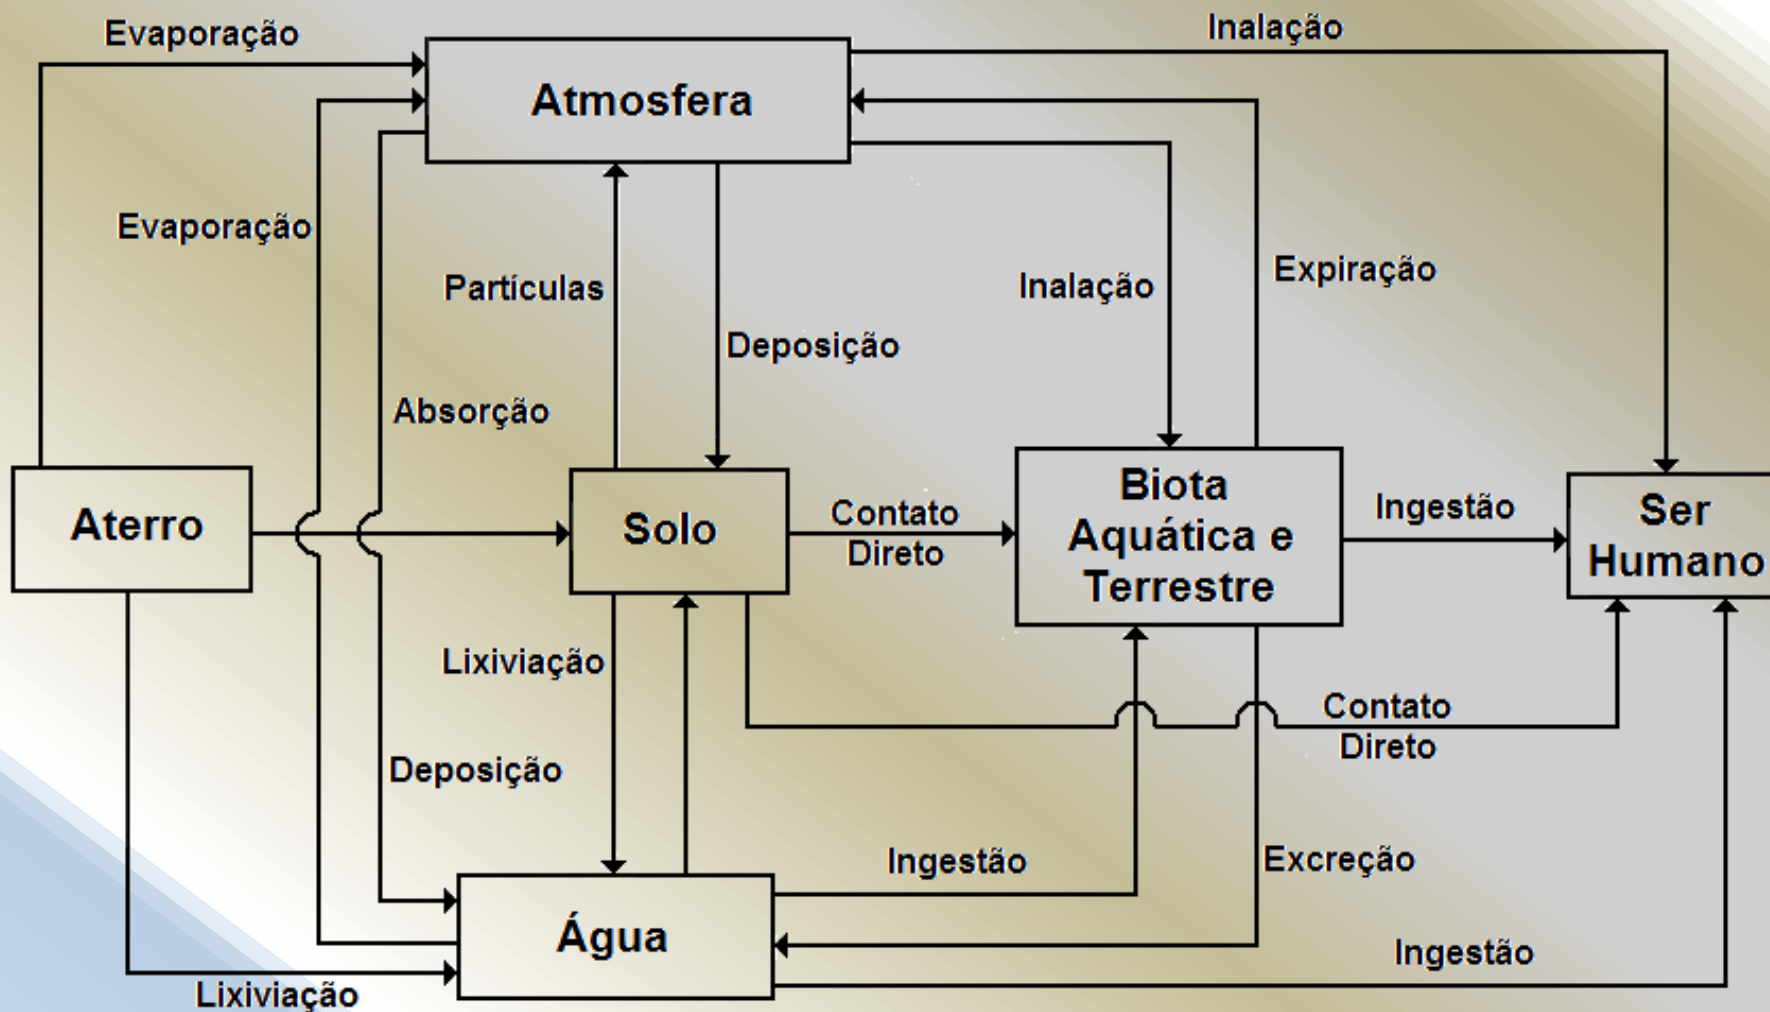 Evaporação
Inalação
Atmosfera
Evaporação
Partículas
Inalação
Expiração
Deposição
Absorção
Aterro
Solo
Contato
Direto
Biota
Aquática e
Terrestre
Ingestão
Ser
Humano
Lixiviação
Contato
Direto
Deposição
Ingestão
Excreção
Água
Ingestão
Lixiviação